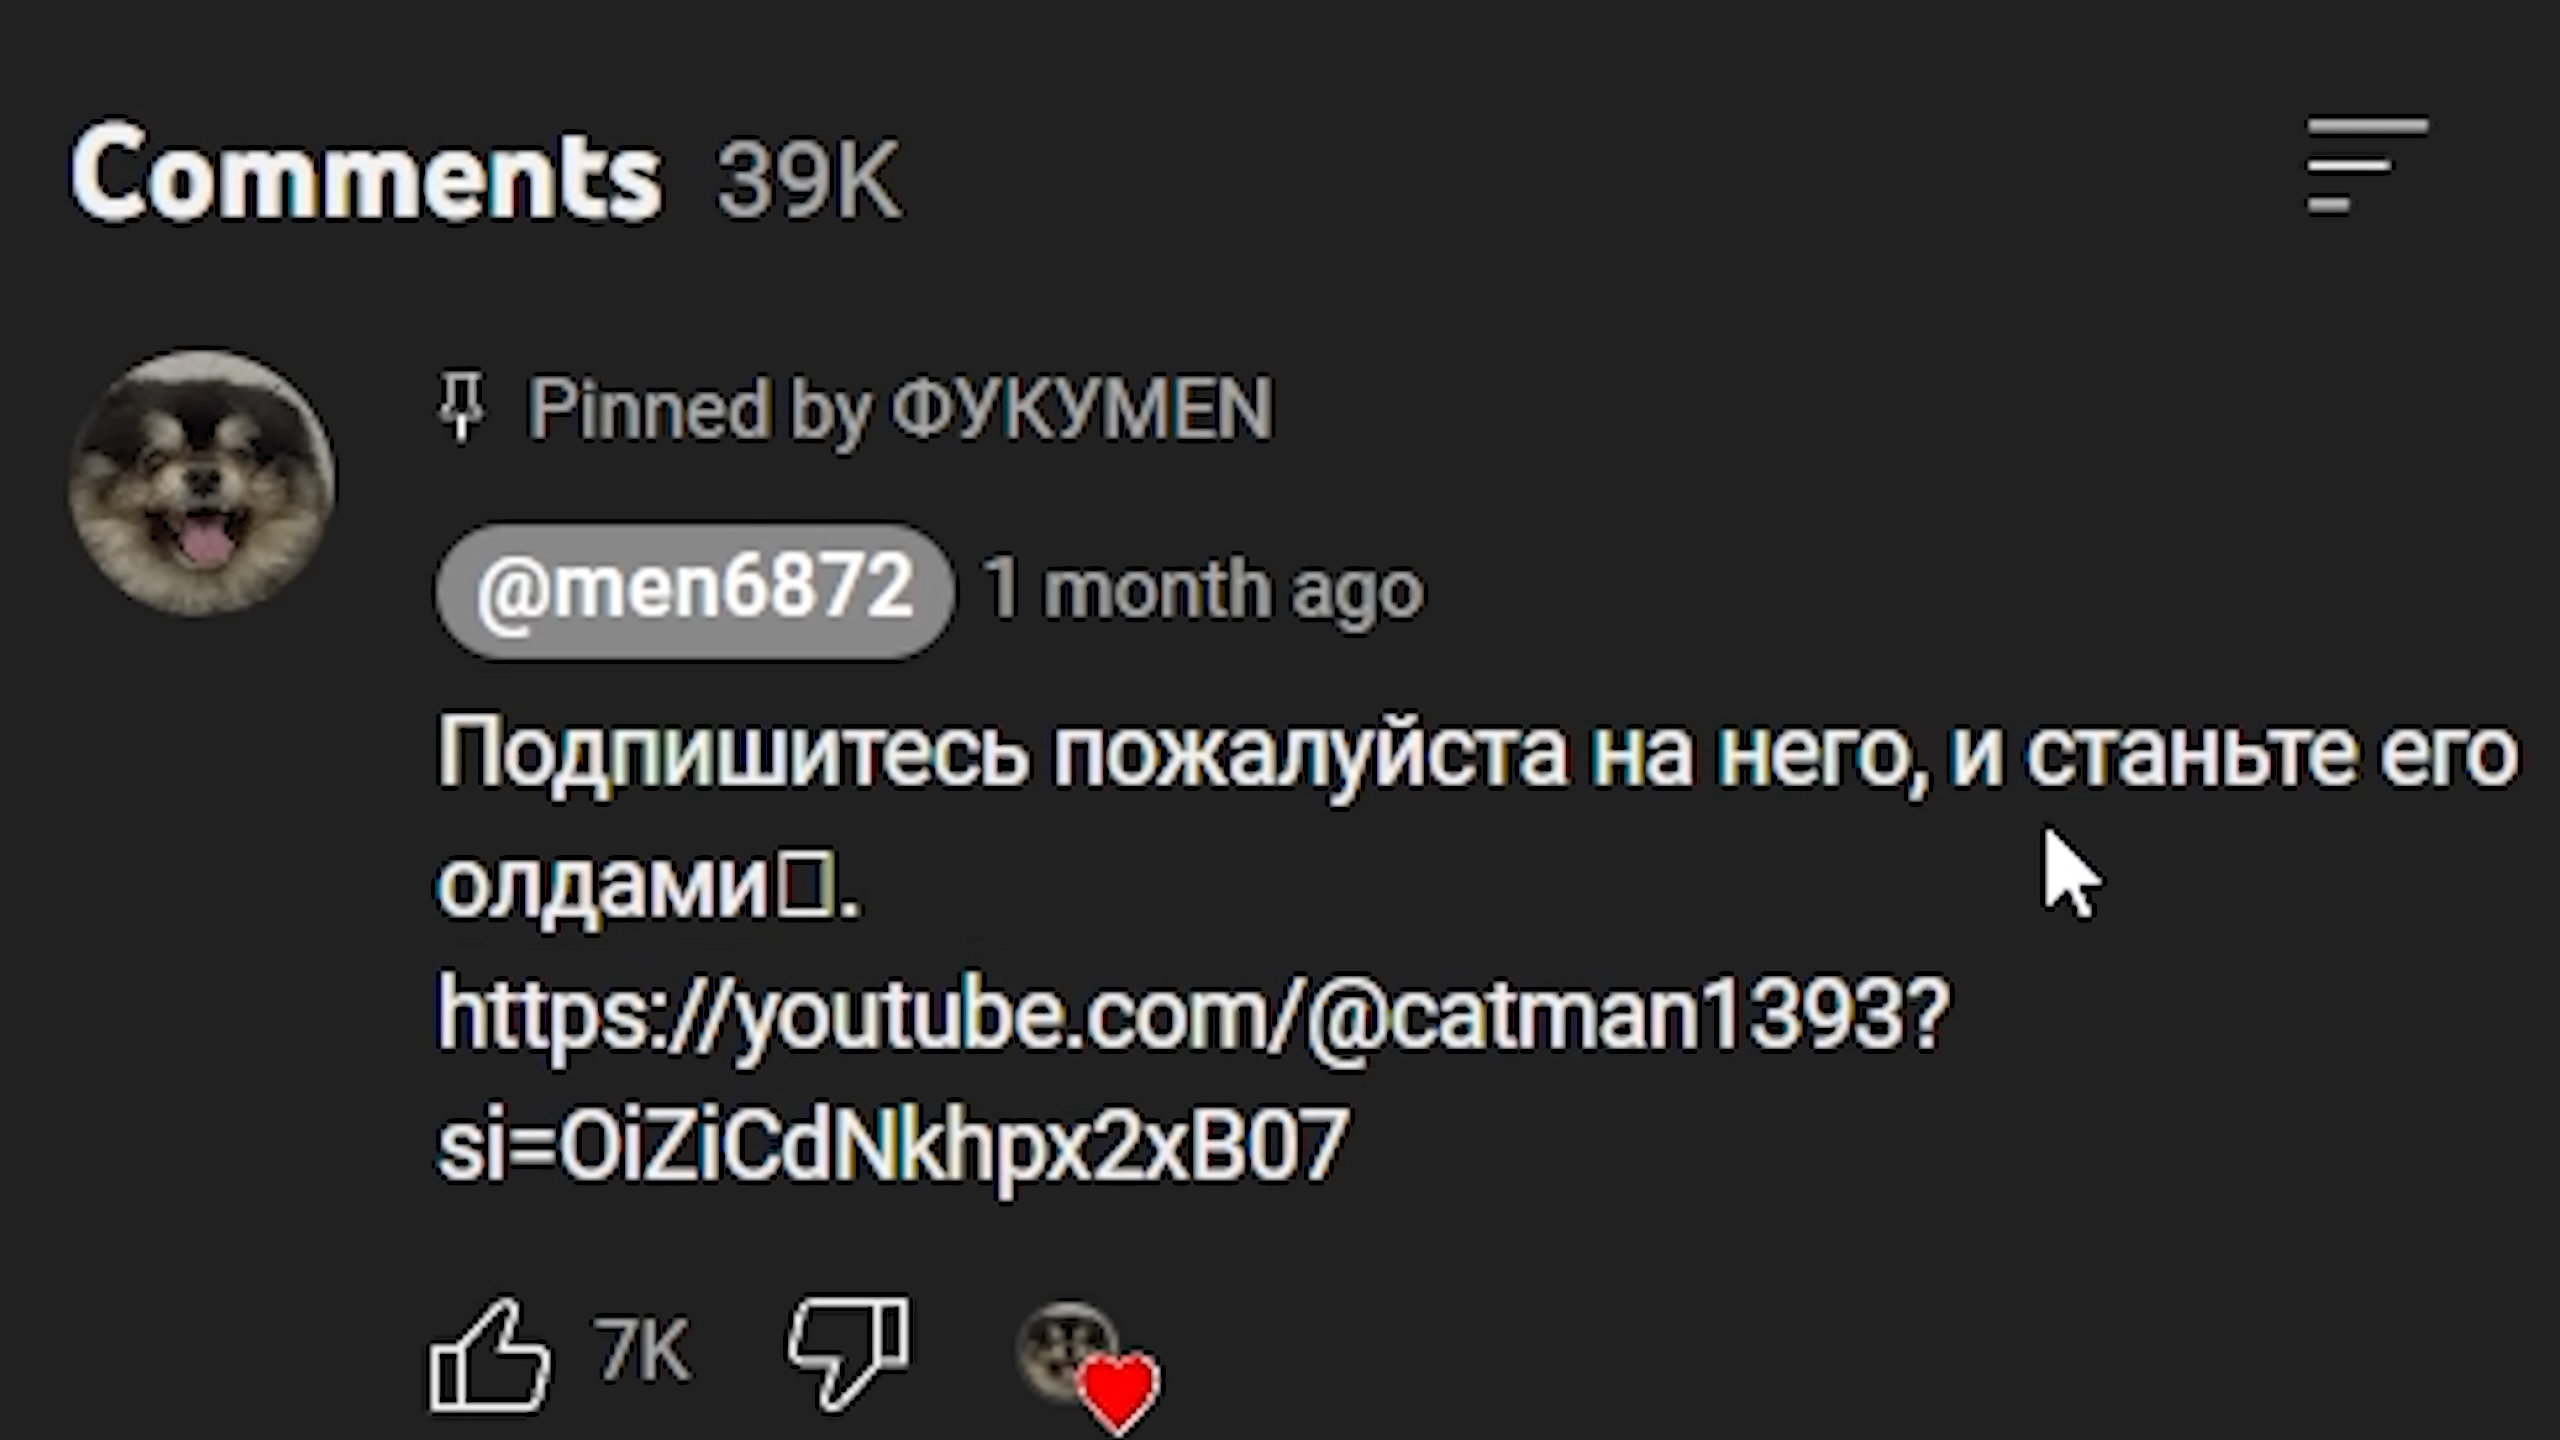 Comments 39K
Pinned by ФУКУМЕN
@men6872 1 month ago
Подпишитесь пожалуйста на него, и станьте его
олдами□.
https://youtube.com/@catman1393?
si=OiZiCdNkhpx2xB07
7K